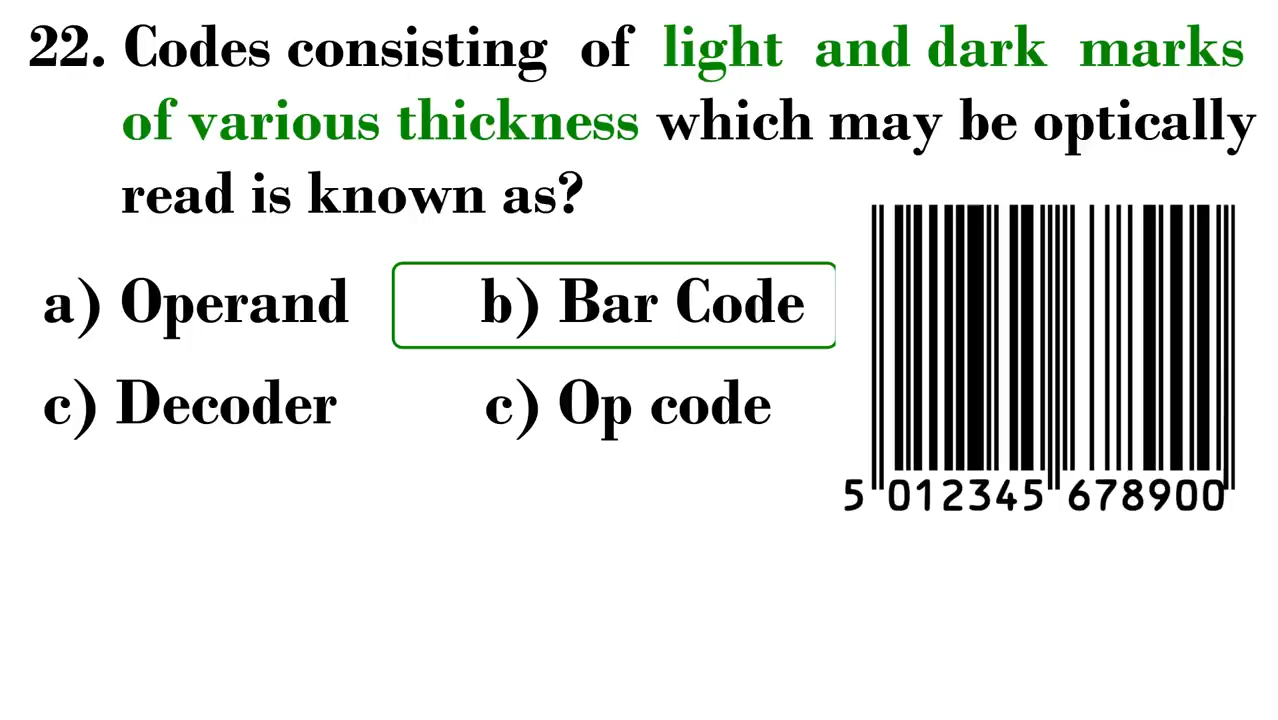 22. Codes consisting of light and dark marks
of various thickness which may be optically
read is known as?
a) Operand b) Bar Code
c) Decoder c) Op code
5 012345 678900